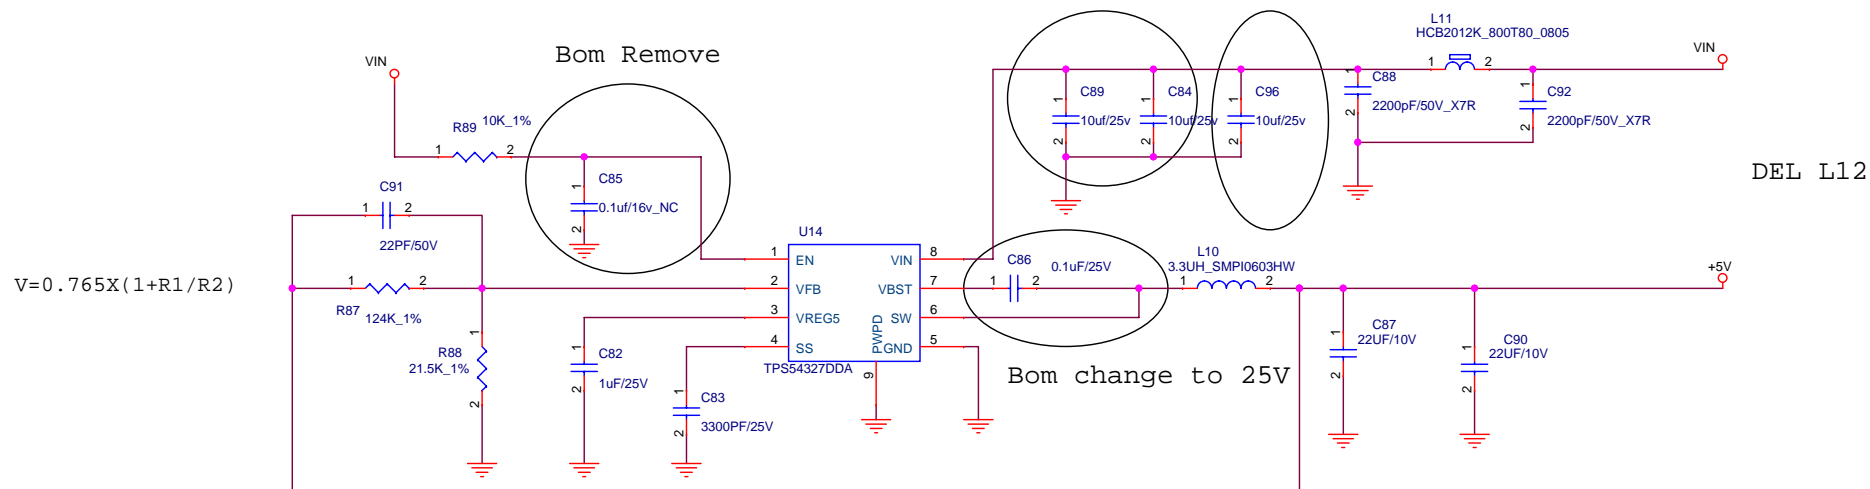 L11
HCB2012K_800T80_0805
VIN
VIN
Bom Remove
1
2
C89
1
2
10uf/25v
C84
1
2
10uf/25v
C96
1
2
10uf/25v
C88
1
2
2200pF/50V_X7R
C92
1
2
2200pF/50V_X7R
R89
10K_1%
1
2
DEL L12
C85
1
2
0.1uf/16v_NC
C91
1
2
22PF/50V
U14
1
EN
2
VFB
3
VREG5
4
SS
VIN
8
VBST
7
SW
6
GND
5
PWPD
9
TPS54327DDA
C86
1
2
0.1uF/25V
L10
3.3UH_SMPI0603HW
1
2
+5V
V=0.765X(1+R1/R2)
1
2
R87
124K_1%
R88
21.5K_1%
1
2
C82
1
2
1uF/25V
C83
1
2
3300PF/25V
Bom change to 25V
C87
1
2
22UF/10V
C90
1
2
22UF/10V